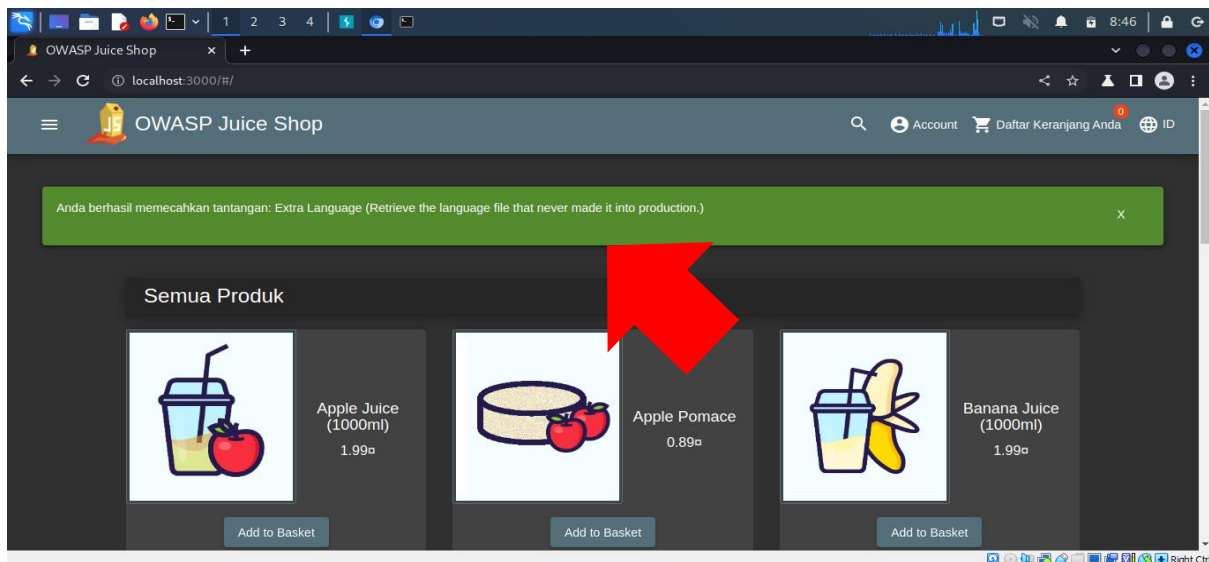 1 2 3 4 8:46
OWASP Juice Shop
localhost:3000/#/
OWASP Juice Shop Account Daftar Keranjang Anda 0 ID
Anda berhasil memecahkan tantangan: Extra Language (Retrieve the language file that never made it into production.) X
Semua Produk
Apple Juice
(1000ml)
1.99¤
Apple Pomace
0.89¤
Banana Juice
(1000ml)
1.99¤
Add to Basket Add to Basket Add to Basket
Right Ctr